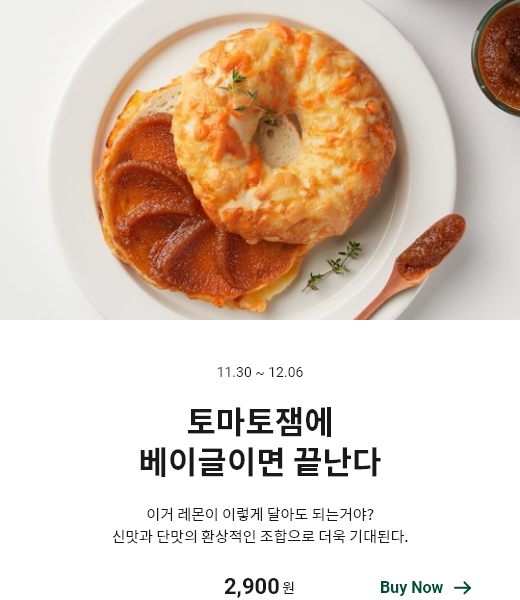 11.30 ~ 12.06
토마토잼에
베이글이면 끝난다
이거 레몬이 이렇게 달아도 되는거야?
신맛과 단맛의 환상적인 조합으로 더욱 기대된다.
2,900 원
Buy Now →